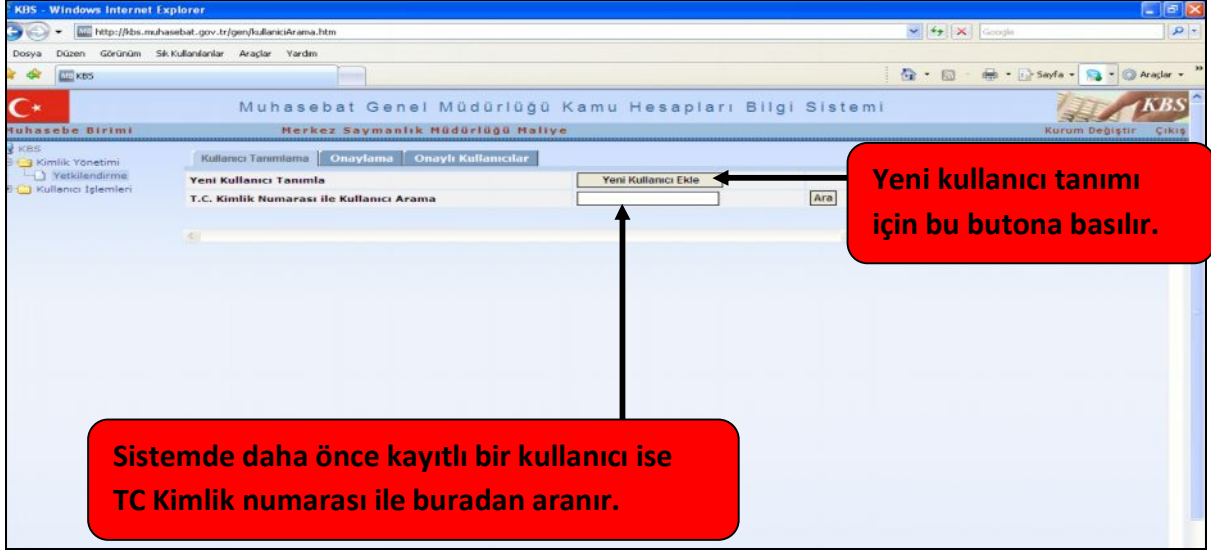 KBS - Windows Internet Explorer
http://kbs.muhasebat.gov.tr/gen/kullaniciArama.htm
Google
Dosya Düzen Görünüm Sık Kullanılanlar Araçlar Yardım
KBS
Sayfa
Araçlar
Muhasebat Genel Müdürlüğü Kamu Hesapları Bilgi Sistemi
KBS
Muhasebe Birimi
Merkez Saymanlık Müdürlüğü Maliye
Kurum Değiştir Çıkış
KBS
Kimlik Yönetimi
Yetkilendirme
Kullanıcı İşlemleri
Kullanıcı Tanımlama Onaylama Onaylı Kullanıcılar
Yeni Kullanıcı Tanımla
Yeni Kullanıcı Ekle
T.C. Kimlik Numarası ile Kullanıcı Arama
Ara
Yeni kullanıcı tanımı
için bu butona basılır.
Sistemde daha önce kayıtlı bir kullanıcı ise
TC Kimlik numarası ile buradan aranır.